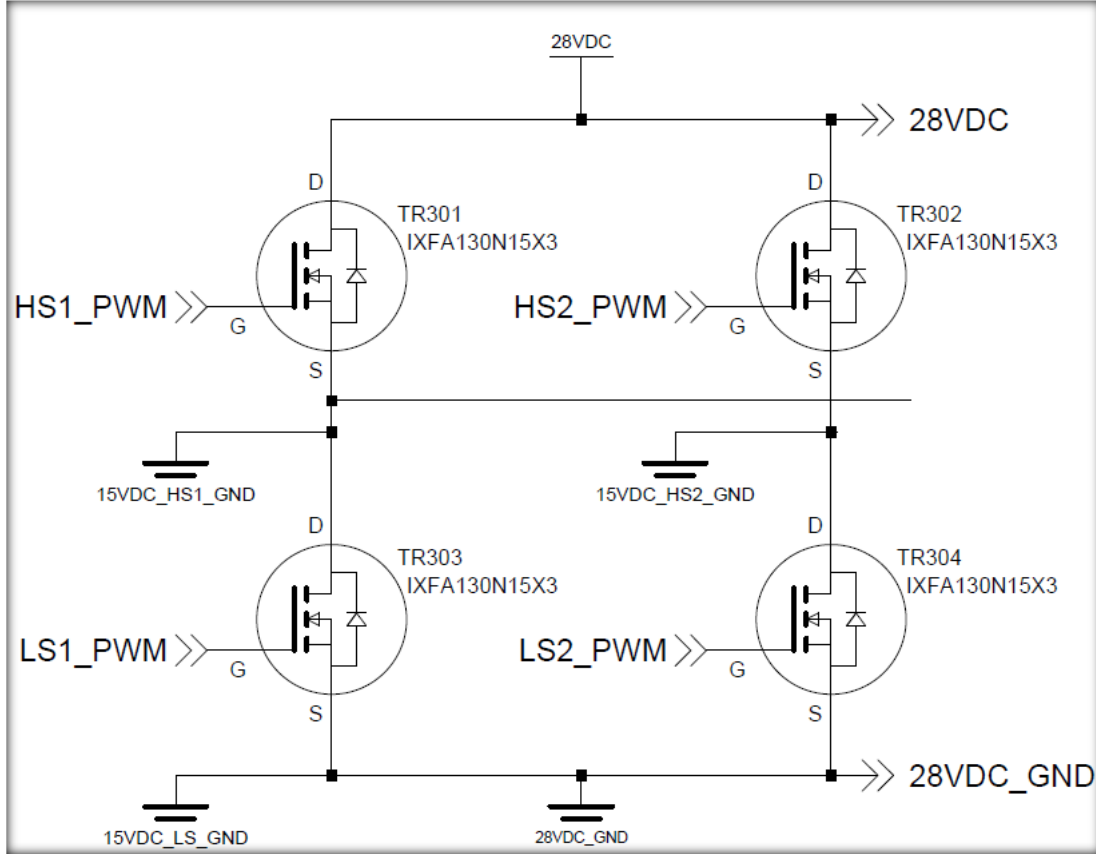 28VDC
28VDC
D
D
TR301
IXFA130N15X3
TR302
IXFA130N15X3
HS1_PWM
G
HS2_PWM
G
S
S
15VDC_HS1_GND
15VDC_HS2_GND
D
D
TR303
IXFA130N15X3
TR304
IXFA130N15X3
LS1_PWM
G
LS2_PWM
G
S
S
28VDC_GND
15VDC_LS_GND
28VDC_GND